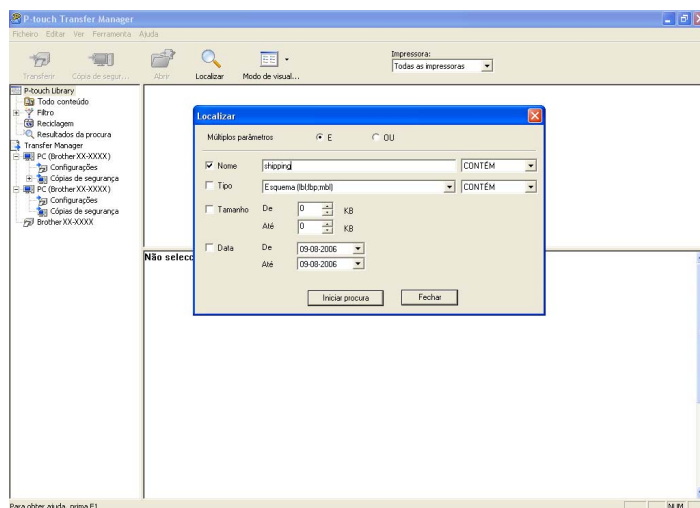 P-touch Transfer Manager
Ficheiro Editar Ver Ferramenta Ajuda
Transferir Cópia de segur... Abrir Localizar Modo de visual...
Impressora:
Todas as impressoras
P-touch Library
Todo conteúdo
Filtro
Reciclagem
Resultados da procura
Transfer Manager
PC (Brother XX-XXXX)
Configurações
Cópias de segurança
PC (Brother XX-XXXX)
Configurações
Cópias de segurança
Brother XX-XXXX
Localizar
Múltiplos parâmetros E OU
Nome shipping CONTÉM
Tipo Esquema (lbl;lbp;mbl) CONTÉM
Tamanho De 0 KB
Até 0 KB
Data De 09-08-2006
Até 09-08-2006
Iniciar procura Fechar
Não selecc
Para obter ajuda, prima F1 NUM